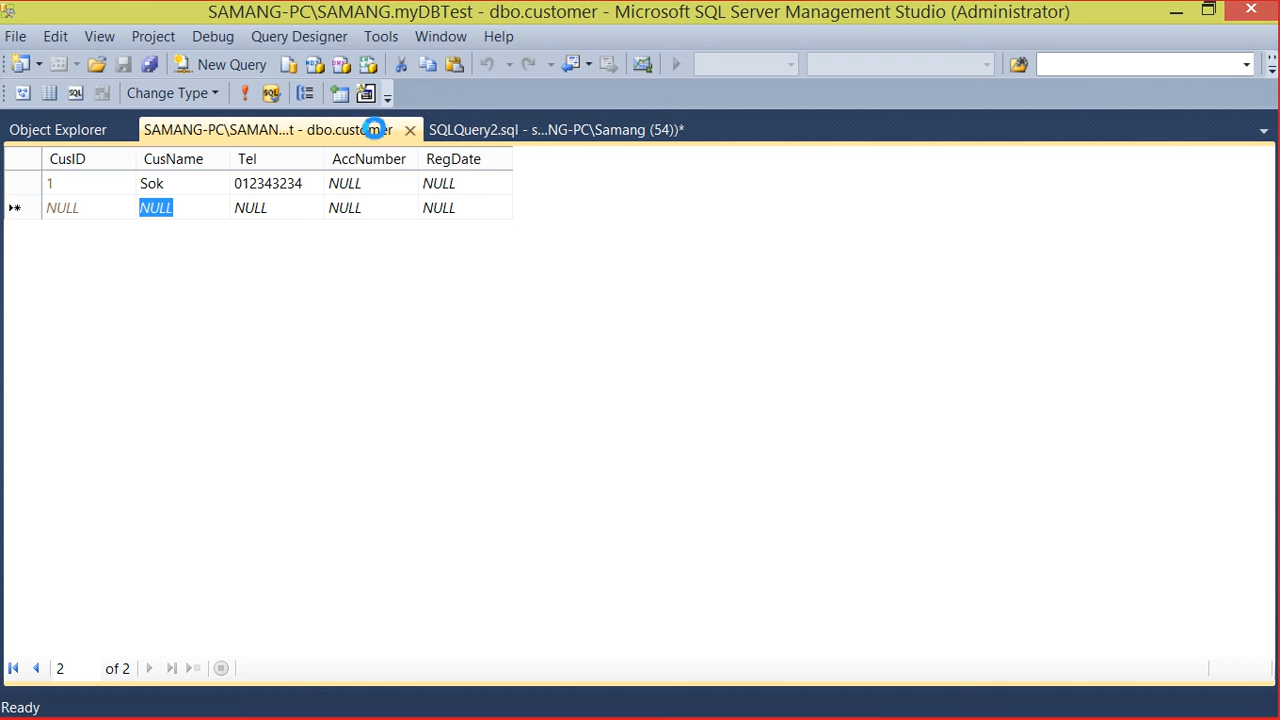 SAMANG-PC\SAMANG.myDBTest - dbo.customer - Microsoft SQL Server Management Studio (Administrator)
File Edit View Project Debug Query Designer Tools Window Help
New Query
Change Type
Object Explorer SAMANG-PC\SAMAN...t - dbo.customer SQLQuery2.sql - s...NG-PC\Samang (54))*
CusID CusName Tel AccNumber RegDate
1 Sok 012343234 NULL NULL
NULL NULL NULL NULL NULL
2 of 2
Ready